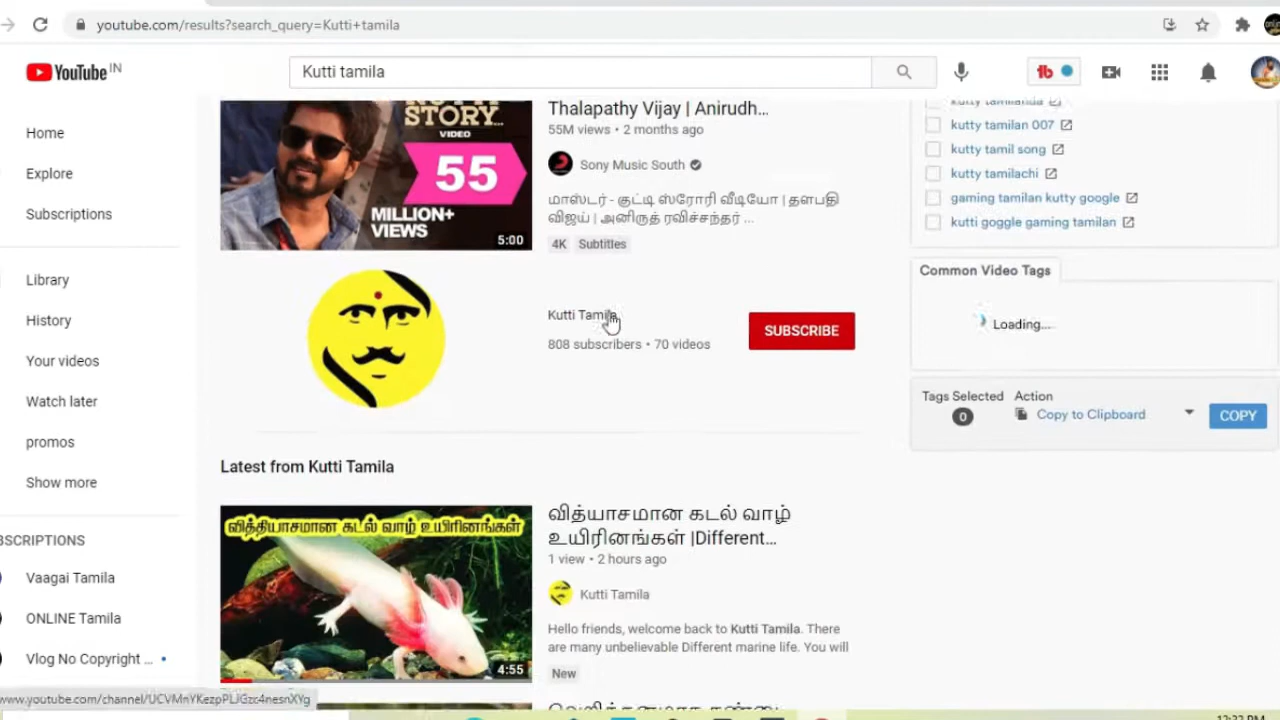 youtube.com/results?search_query=Kutti+tamila
YouTube IN
Kutti tamila
Home
Explore
Subscriptions
Library
History
Your videos
Watch later
promos
Show more
Vaagai Tamila
ONLINE Tamila
Vlog No Copyright ...
STORY
VIDEO
55
MILLION+
VIEWS
5:00
Thalapathy Vijay | Anirudh...
55M views • 2 months ago
Sony Music South
மாஸ்டர் - குட்டி ஸ்ரோரி வீடியோ | தளபதி
விஜய் | அனிருத் ரவிச்சந்தர் ...
4K Subtitles
Kutti Tamila
808 subscribers • 70 videos
SUBSCRIBE
Latest from Kutti Tamila
வித்தியாசமான கடல் வாழ் உயிரினங்கள்
4:55
வித்யாசமான கடல் வாழ்
உயிரினங்கள் |Different...
1 view • 2 hours ago
Kutti Tamila
Hello friends, welcome back to Kutti Tamila. There
are many unbelievable Different marine life. You will
New
kutty tamilanda
kutty tamilan 007
kutty tamil song
kutty tamilachi
gaming tamilan kutty google
kutti goggle gaming tamilan
Common Video Tags
Loading...
Tags Selected Action
0 Copy to Clipboard COPY
12:32 PM